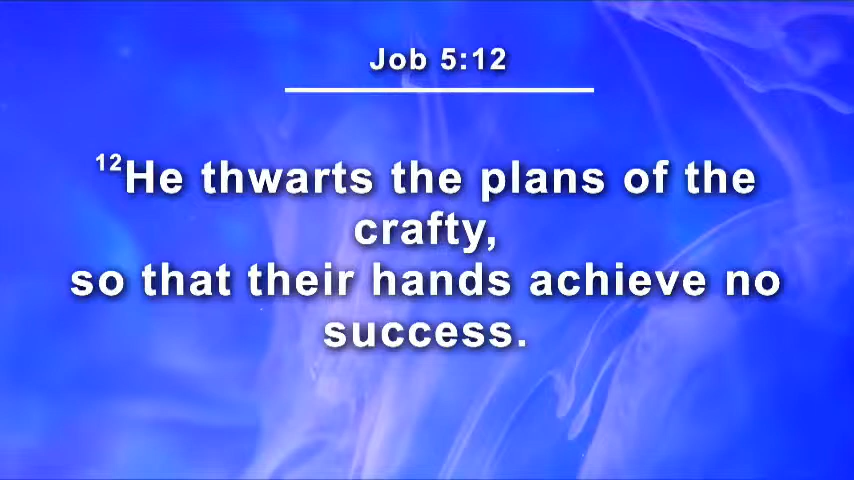 Job 5:12
12He thwarts the plans of the
crafty,
so that their hands achieve no
success.